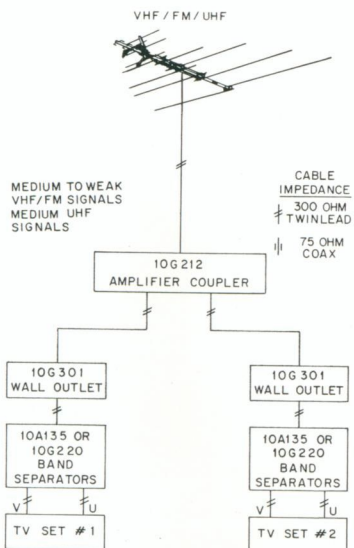 VHF/FM/UHF
MEDIUM TO WEAK
VHF/FM SIGNALS
MEDIUM UHF
SIGNALS
CABLE
IMPEDANCE
300 OHM
TWINLEAD
75 OHM
COAX
10G212
AMPLIFIER COUPLER
10G301
WALL OUTLET
10G301
WALL OUTLET
10A135 OR
10G220
BAND
SEPARATORS
10A135 OR
10G220
BAND
SEPARATORS
V U
V U
TV SET #1
TV SET #2